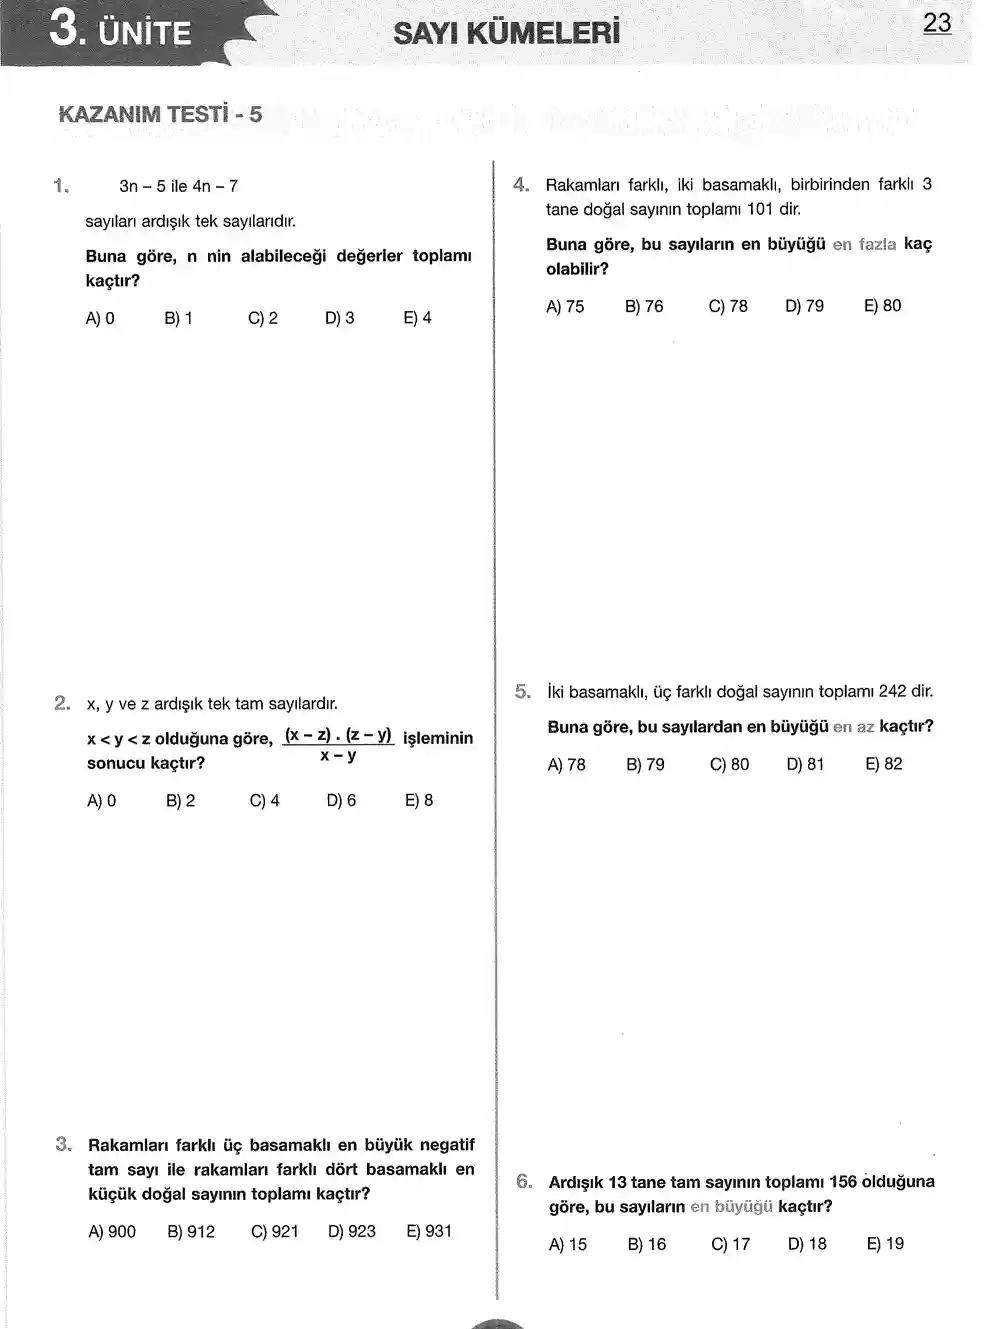 3. ÜNİTE
SAYI KÜMELERİ
23
KAZANIM TESTİ - 5
1. 3n – 5 ile 4n – 7
sayıları ardışık tek sayılarıdır.
Buna göre, n nin alabileceği değerler toplamı
kaçtır?
A) 0 B) 1 C) 2 D) 3 E) 4
2. x, y ve z ardışık tek tam sayılardır.
x < y < z olduğuna göre, (x – z) . (z – y) işleminin
x – y
sonucu kaçtır?
A) 0 B) 2 C) 4 D) 6 E) 8
3. Rakamları farklı üç basamaklı en büyük negatif
tam sayı ile rakamları farklı dört basamaklı en
küçük doğal sayının toplamı kaçtır?
A) 900 B) 912 C) 921 D) 923 E) 931
4. Rakamları farklı, iki basamaklı, birbirinden farklı 3
tane doğal sayının toplamı 101 dir.
Buna göre, bu sayıların en büyüğü en fazla kaç
olabilir?
A) 75 B) 76 C) 78 D) 79 E) 80
5. İki basamaklı, üç farklı doğal sayının toplamı 242 dir.
Buna göre, bu sayılardan en büyüğü en az kaçtır?
A) 78 B) 79 C) 80 D) 81 E) 82
6. Ardışık 13 tane tam sayının toplamı 156 olduğuna
göre, bu sayıların en büyüğü kaçtır?
A) 15 B) 16 C) 17 D) 18 E) 19